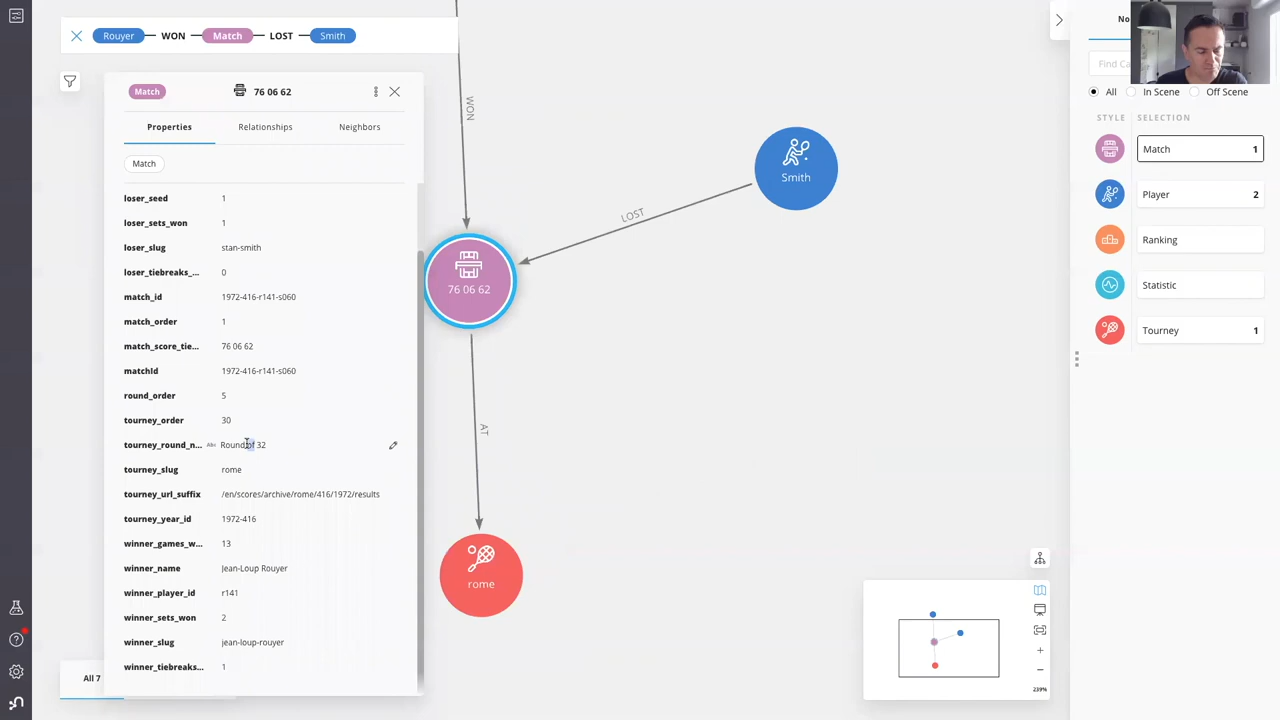 Rouyer WON Match LOST Smith
Match 76 06 62
Properties Relationships Neighbors
Match
loser_seed 1
loser_sets_won 1
loser_slug stan-smith
loser_tiebreaks_... 0
match_id 1972-416-r141-s060
match_order 1
match_score_tie... 76 06 62
matchId 1972-416-r141-s060
round_order 5
tourney_order 30
tourney_round_n... Round of 32
tourney_slug rome
tourney_url_suffix /en/scores/archive/rome/416/1972/results
tourney_year_id 1972-416
winner_games_w... 13
winner_name Jean-Loup Rouyer
winner_player_id r141
winner_sets_won 2
winner_slug jean-loup-rouyer
winner_tiebreaks... 1
All 7
WON
Smith
LOST
76 06 62
AT
rome
239%
No
Find Ca
All In Scene Off Scene
STYLE SELECTION
Match 1
Player 2
Ranking
Statistic
Tourney 1